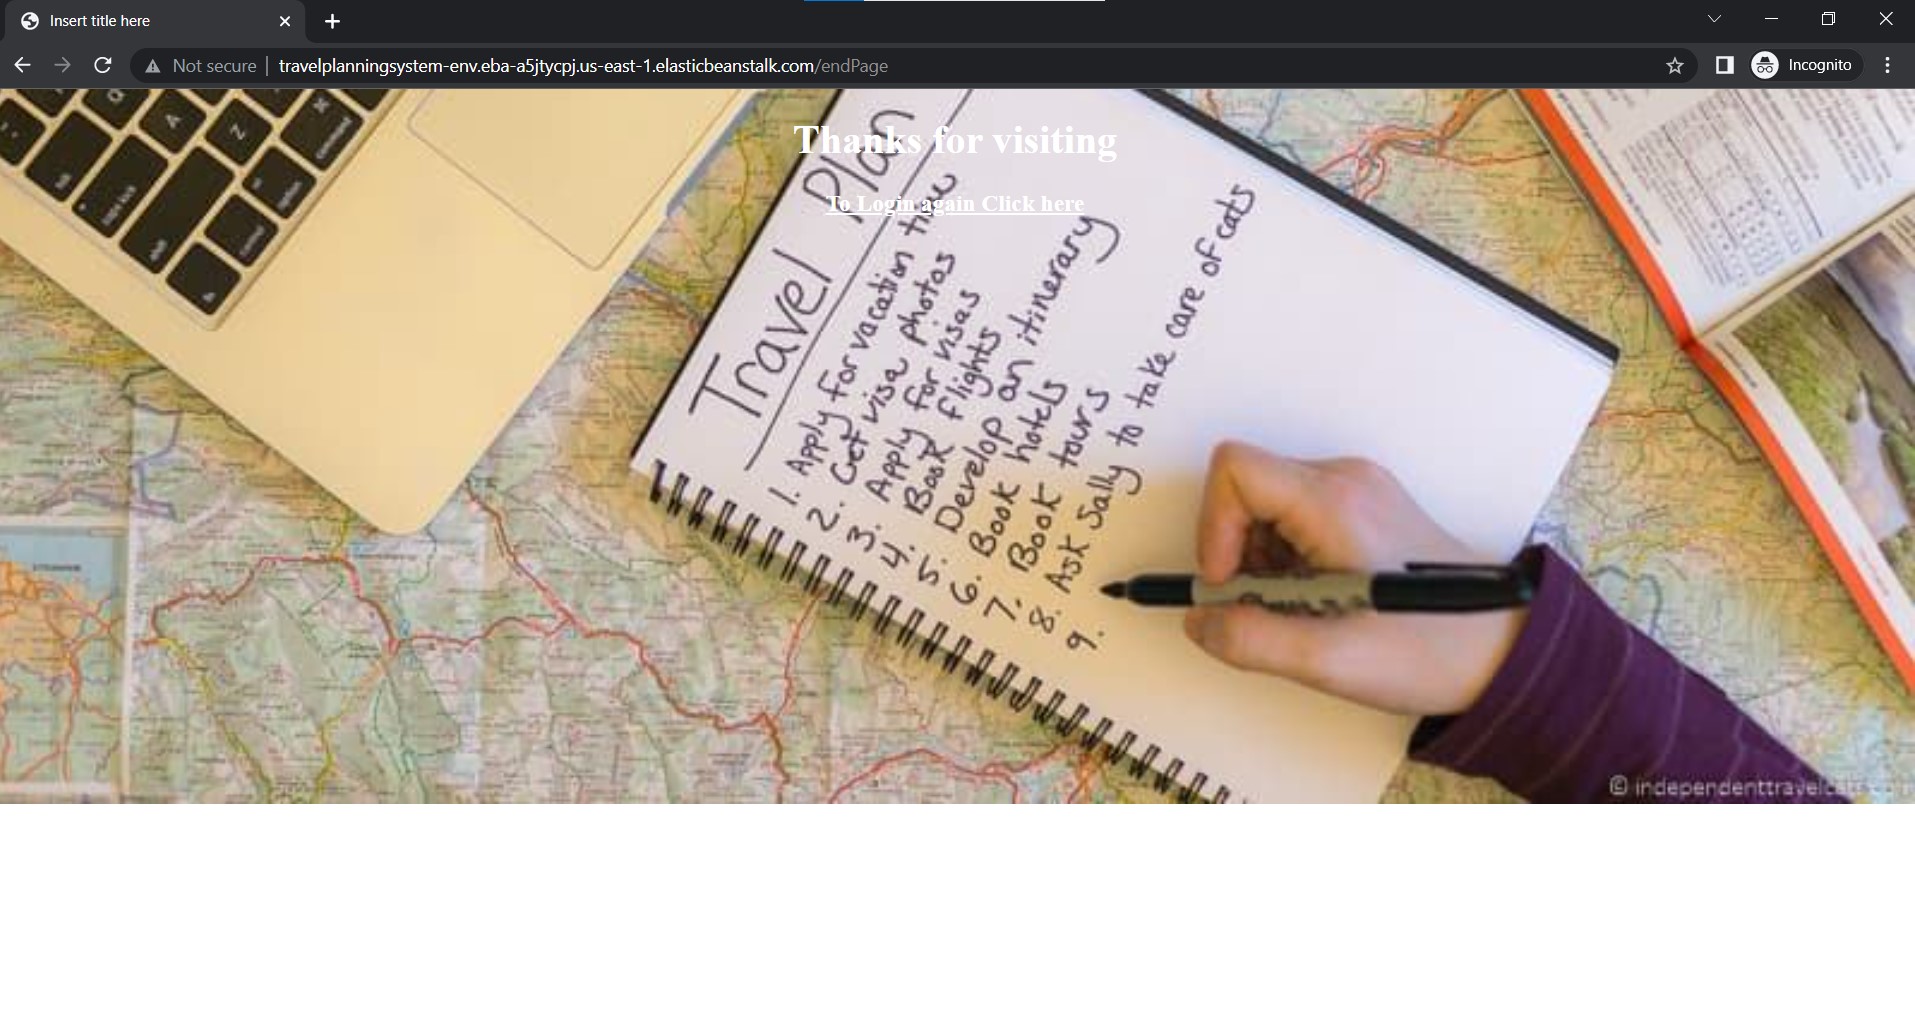 Insert title here
Not secure
travelplanningsystem-env.eba-a5jtycpj.us-east-1.elasticbeanstalk.com/endPage
Incognito
Thanks for visiting
To Login again Click here
Travel Plan
1. Apply for vacation time
2. Get visa photos
3. Apply for visas
4. Book flights
5. Develop an itinerary
6. Book hotels
7. Book tours
8. Ask Sally to take care of cats
9.
A
Z
command
option
control
© independenttravelcats.com